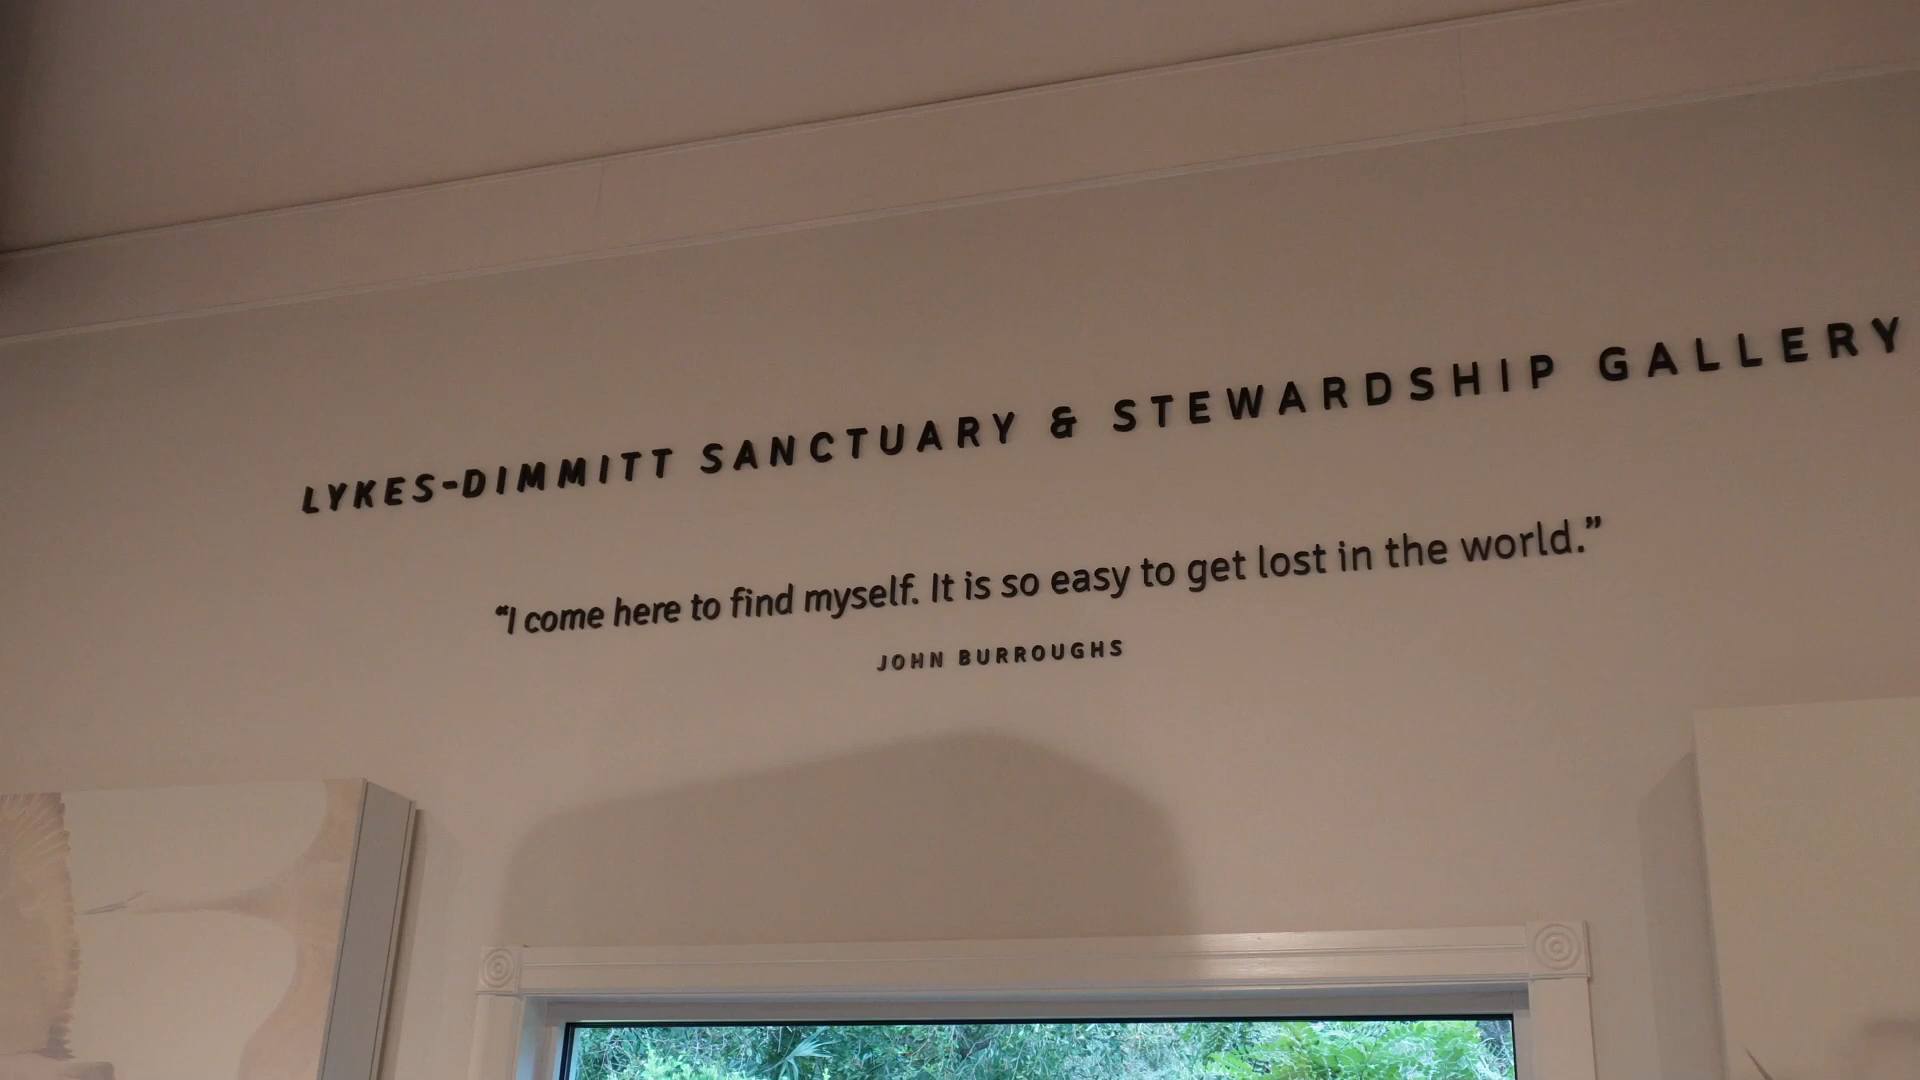 LYKES-DIMMITT SANCTUARY & STEWARDSHIP GALLERY
“I come here to find myself. It is so easy to get lost in the world.”
JOHN BURROUGHS